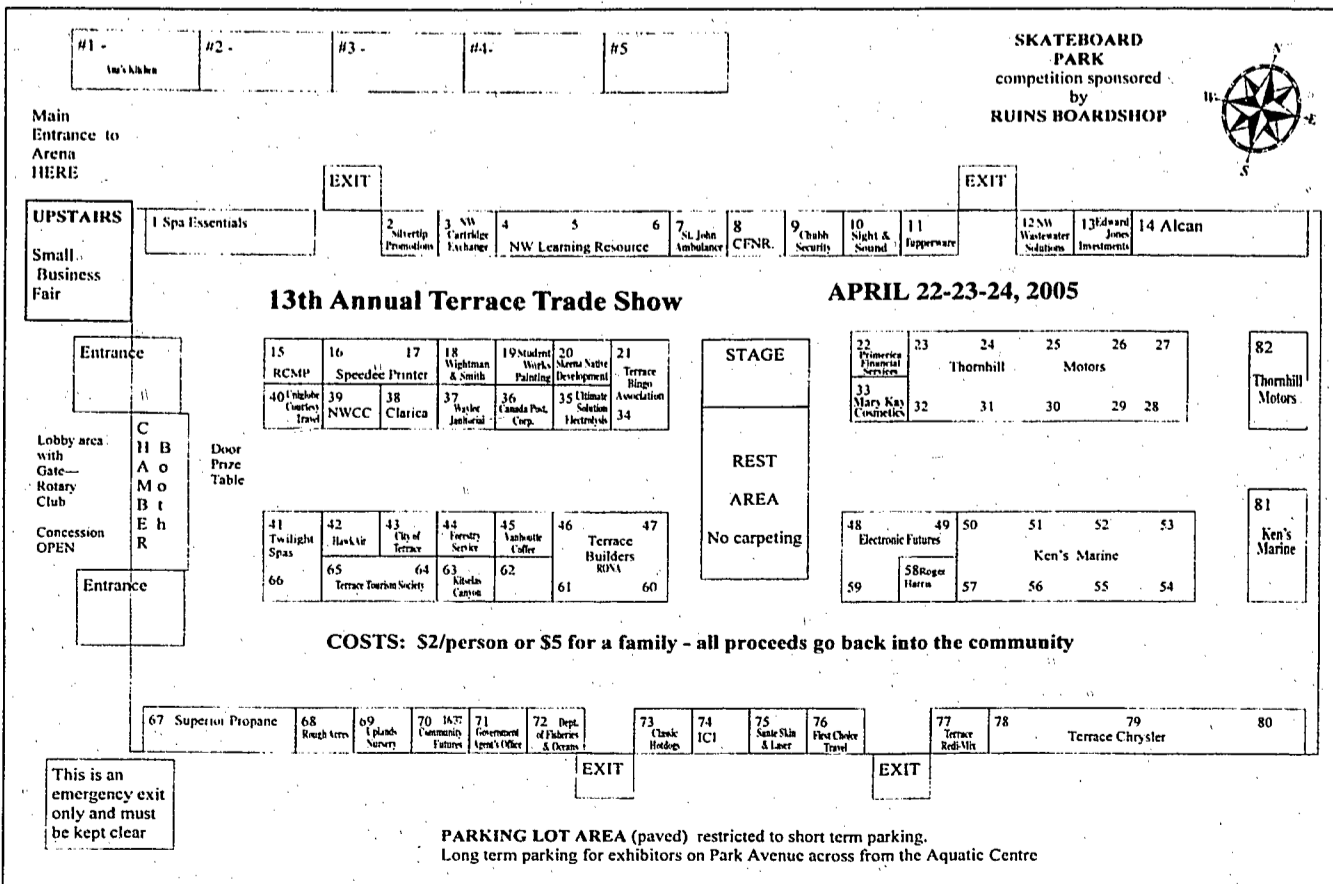 #1 -
#2 -
#3 -
#4-
#5
SKATEBOARD
PARK
competition sponsored
by
RUINS BOARDSHOP
N
W
E
S
Main
Entrance to
Arena
HERE
EXIT
EXIT
UPSTAIRS
Small
Business
Fair
1 Spa Essentials
2
Silvertip
Promotions
3 NW
Cartridge
Exchange
4 5 6
NW Learning Resource
7
St. John
Ambulance
8
CFNR.
9
Chubb
Security
10
Sight &
Sound
11
Tupperware
12 NW
Wastewater
Solutions
13 Edward
Jones
Investments
14 Alcan
13th Annual Terrace Trade Show
APRIL 22-23-24, 2005
Entrance
15
RCMP
16 17
Speedee Printer
18
Wightman
& Smith
19 Student
Works
Painting
20
Skeena Native
Development
21
Terrace
Bingo
Association
34
40 Uniglobe
Courtesy
Travel
39
NWCC
38
Clarica
37
Waylee
Janitorial
36
Canada Post
Corp.
35 Ultimate
Solution
Electrolysis
STAGE
REST
AREA
No carpeting
22
Primerica
Financial
Services
33
Mary Kay
Cosmetics
23 24 25 26 27
Thornhill Motors
32 31 30 29 28
82
Thornhill
Motors
Lobby area
with
Gate—
Rotary
Club
Concession
OPEN
CHAMBER
Booth
Door
Prize
Table
Entrance
41
Twilight
Spas
66
42
Hawkair
43
City of
Terrace
44
Forestry
Service
45
Vanhoutte
Coffee
46 47
Terrace
Builders
RONA
61 60
65 64
Terrace Tourism Society
63
Kitselas
Canyon
62
48 49
Electronic Futures
59
58 Roger
Harris
50 51 52 53
Ken's Marine
57 56 55 54
81
Ken's
Marine
COSTS: $2/person or $5 for a family - all proceeds go back into the community
67 Superior Propane
68
Rough Acres
69
Uplands
Nursery
70 16/37
Community
Futures
71
Government
Agent's Office
72 Dept.
of Fisheries
& Oceans
73
Classic
Hotdogs
74
ICI
75
Sante Skin
& Laser
76
First Choice
Travel
77
Terrace
Redi-Mix
78 79 80
Terrace Chrysler
EXIT
EXIT
This is an
emergency exit
only and must
be kept clear
PARKING LOT AREA (paved) restricted to short term parking.
Long term parking for exhibitors on Park Avenue across from the Aquatic Centre